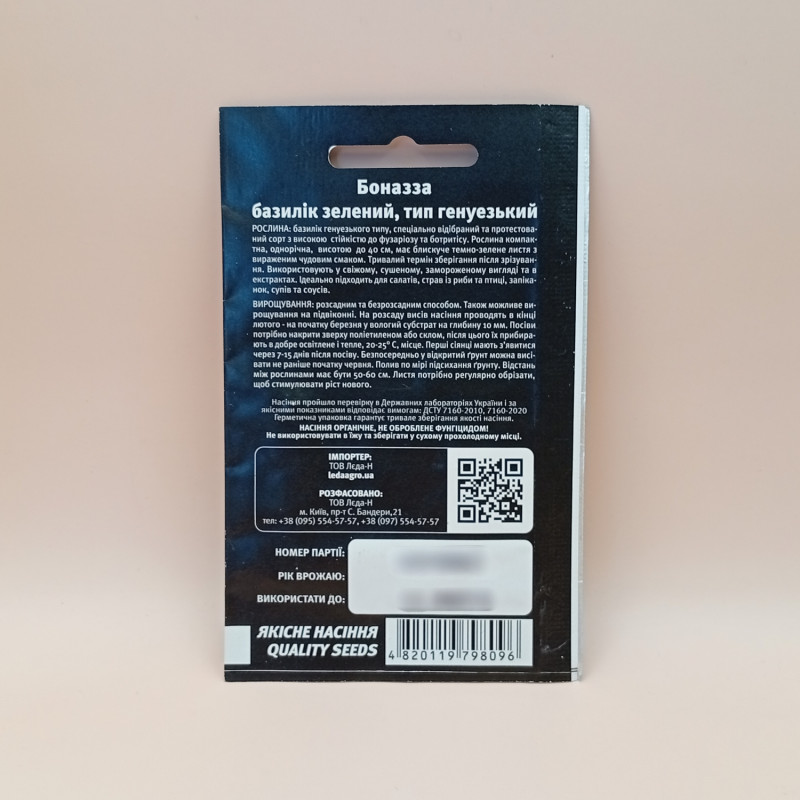 Боназза
базилік зелений, тип генуезький
РОСЛИНА: базилік генуезького типу, спеціально відібраний та протестова-
ний сорт з високою стійкістю до фузаріозу та ботритісу. Рослина компак-
тна, однорічна, висотою до 40 см, має блискуче темно-зелене листя з
вираженим чудовим смаком. Тривалий термін зберігання після зрізуван-
ня. Використовують у свіжому, сушеному, замороженому вигляді та в
екстрактах. Ідеально підходить для салатів, страв із риби та птиці, запіка-
нок, супів та соусів.
ВИРОЩУВАННЯ: розсадним та безрозсадним способом. Також можливе ви-
рощування на підвіконні. На розсаду висів насіння проводять в кінці
лютого - на початку березня у вологий субстрат на глибину 10 мм. Посіви
потрібно накрити зверху поліетиленом або склом, після цього їх прибира-
ють в добре освітлене і тепле, 20-25° С, місце. Перші сіянці мають з'явитися
через 7-15 днів після посіву. Безпосередньо у відкритий ґрунт можна висі-
вати не раніше початку червня. Полив по мірі підсихання ґрунту. Відстань
між рослинами має бути 50-60 см. Листя потрібно регулярно обрізати,
щоб стимулювати ріст нового.
Насіння пройшло перевірку в Державних лабораторіях України і за
якісними показниками відповідає вимогам: ДСТУ 7160-2010, 7160-2020
Герметична упаковка гарантує тривале зберігання якості насіння.
НАСІННЯ ОРГАНІЧНЕ, НЕ ОБРОБЛЕНЕ ФУНГІЦИДОМ!
Не використовувати в їжу та зберігати у сухому прохолодному місці.
ІМПОРТЕР:
ТОВ Лєда-Н
ledaagro.ua
РОЗФАСОВАНО:
ТОВ Лєда-Н
м. Київ, пр-т С. Бандери,21
тел: +38 (095) 554-57-57, +38 (097) 554-57-57
НОМЕР ПАРТІЇ:
РІК ВРОЖАЮ:
ВИКОРИСТАТИ ДО:
ЯКІСНЕ НАСІННЯ
QUALITY SEEDS
4 820119 798096